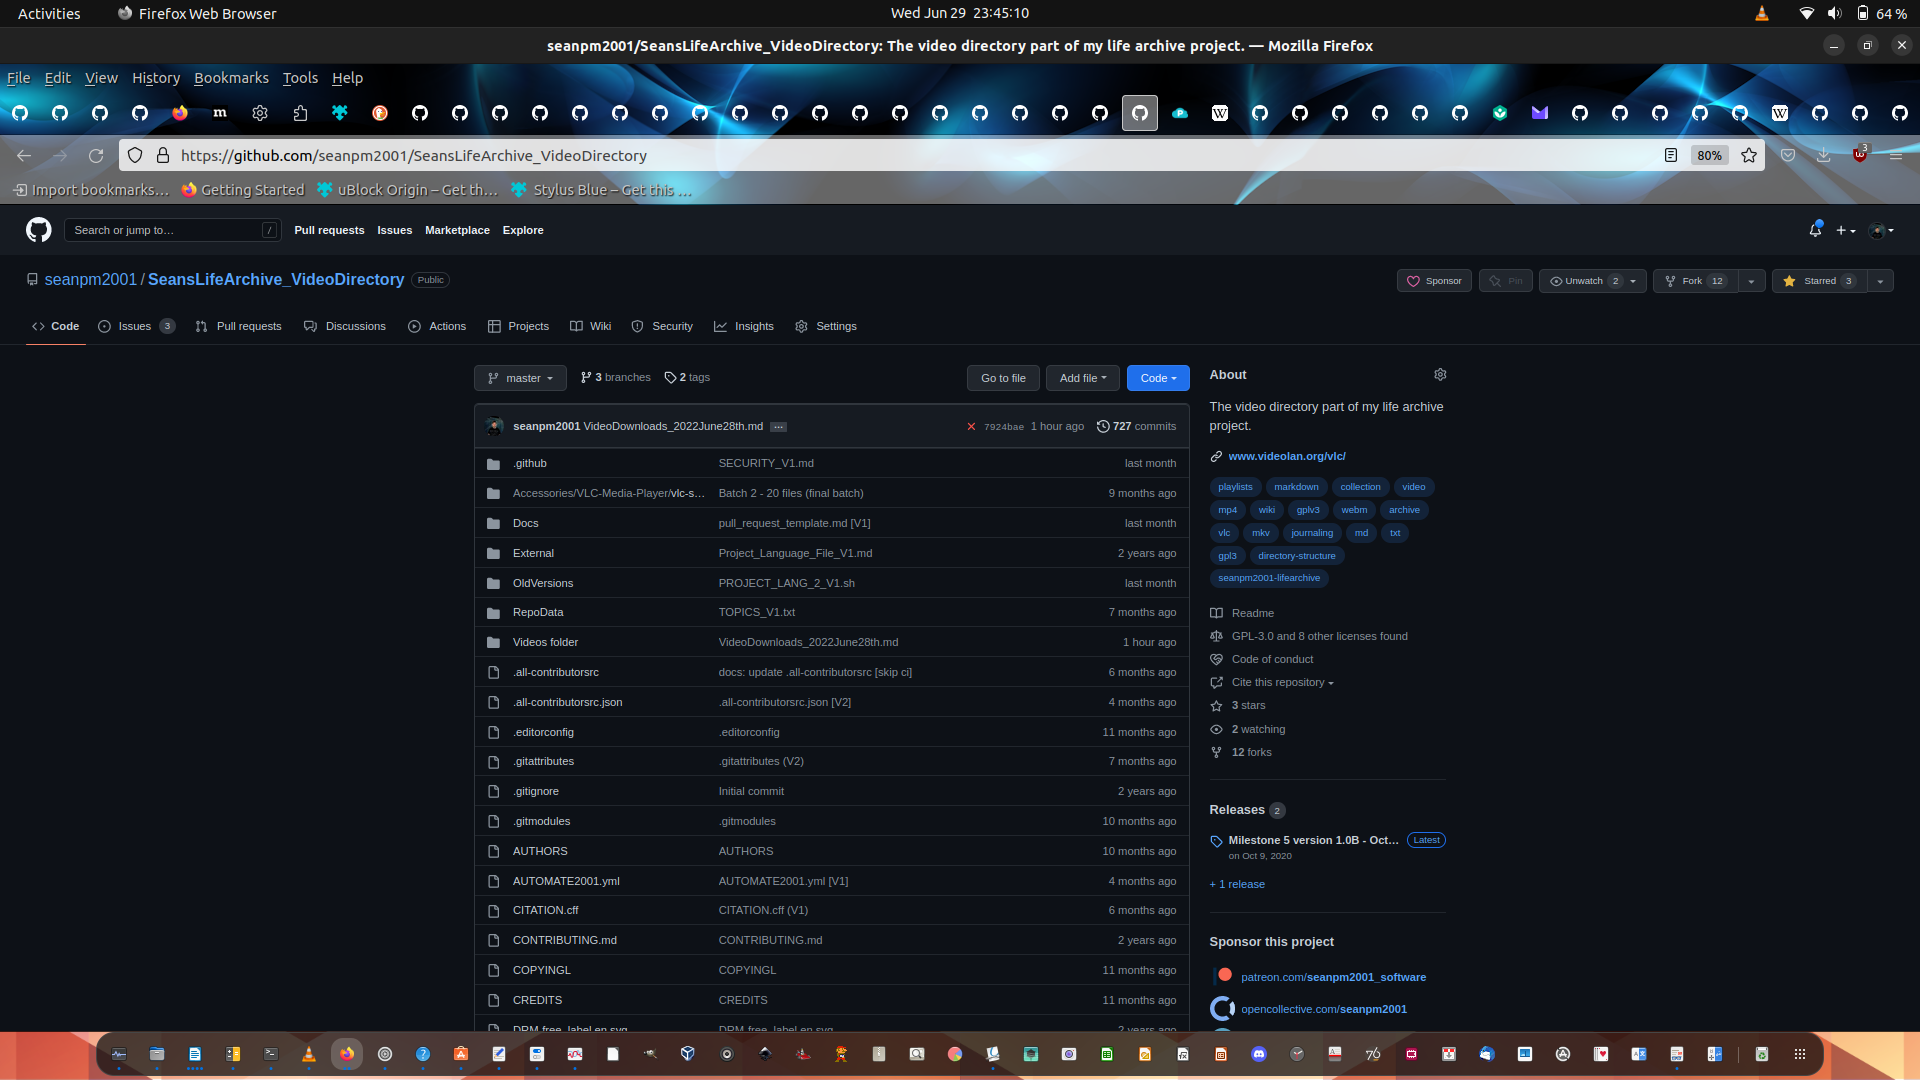 Activities Firefox Web Browser Wed Jun 29 23:45:10 64 %
seanpm2001/SeansLifeArchive_VideoDirectory: The video directory part of my life archive project. — Mozilla Firefox
File Edit View History Bookmarks Tools Help
https://github.com/seanpm2001/SeansLifeArchive_VideoDirectory 80% 3
Import bookmarks… Getting Started uBlock Origin – Get th… Stylus Blue – Get this …
Search or jump to… / Pull requests Issues Marketplace Explore
seanpm2001 / SeansLifeArchive_VideoDirectory Public Sponsor Pin Unwatch 2 Fork 12 Starred 3
Code Issues 3 Pull requests Discussions Actions Projects Wiki Security Insights Settings
master 3 branches 2 tags Go to file Add file Code
seanpm2001 VideoDownloads_2022June28th.md ... 7924bae 1 hour ago 727 commits
.github SECURITY_V1.md last month
Accessories/VLC-Media-Player/vlc-s… Batch 2 - 20 files (final batch) 9 months ago
Docs pull_request_template.md [V1] last month
External Project_Language_File_V1.md 2 years ago
OldVersions PROJECT_LANG_2_V1.sh last month
RepoData TOPICS_V1.txt 7 months ago
Videos folder VideoDownloads_2022June28th.md 1 hour ago
.all-contributorsrc docs: update .all-contributorsrc [skip ci] 6 months ago
.all-contributorsrc.json .all-contributorsrc.json [V2] 4 months ago
.editorconfig .editorconfig 11 months ago
.gitattributes .gitattributes (V2) 7 months ago
.gitignore Initial commit 2 years ago
.gitmodules .gitmodules 10 months ago
AUTHORS AUTHORS 10 months ago
AUTOMATE2001.yml AUTOMATE2001.yml [V1] 4 months ago
CITATION.cff CITATION.cff (V1) 6 months ago
CONTRIBUTING.md CONTRIBUTING.md 2 years ago
COPYINGL COPYINGL 11 months ago
CREDITS CREDITS 11 months ago
DRM free_label.en.svg DRM free_label.en.svg 2 years ago
About
The video directory part of my life archive
project.
www.videolan.org/vlc/
playlists markdown collection video
mp4 wiki gplv3 webm archive
vlc mkv journaling md txt
gpl3 directory-structure
seanpm2001-lifearchive
Readme
GPL-3.0 and 8 other licenses found
Code of conduct
Cite this repository
3 stars
2 watching
12 forks
Releases 2
Milestone 5 version 1.0B - Oct… Latest
on Oct 9, 2020
+ 1 release
Sponsor this project
patreon.com/seanpm2001_software
opencollective.com/seanpm2001